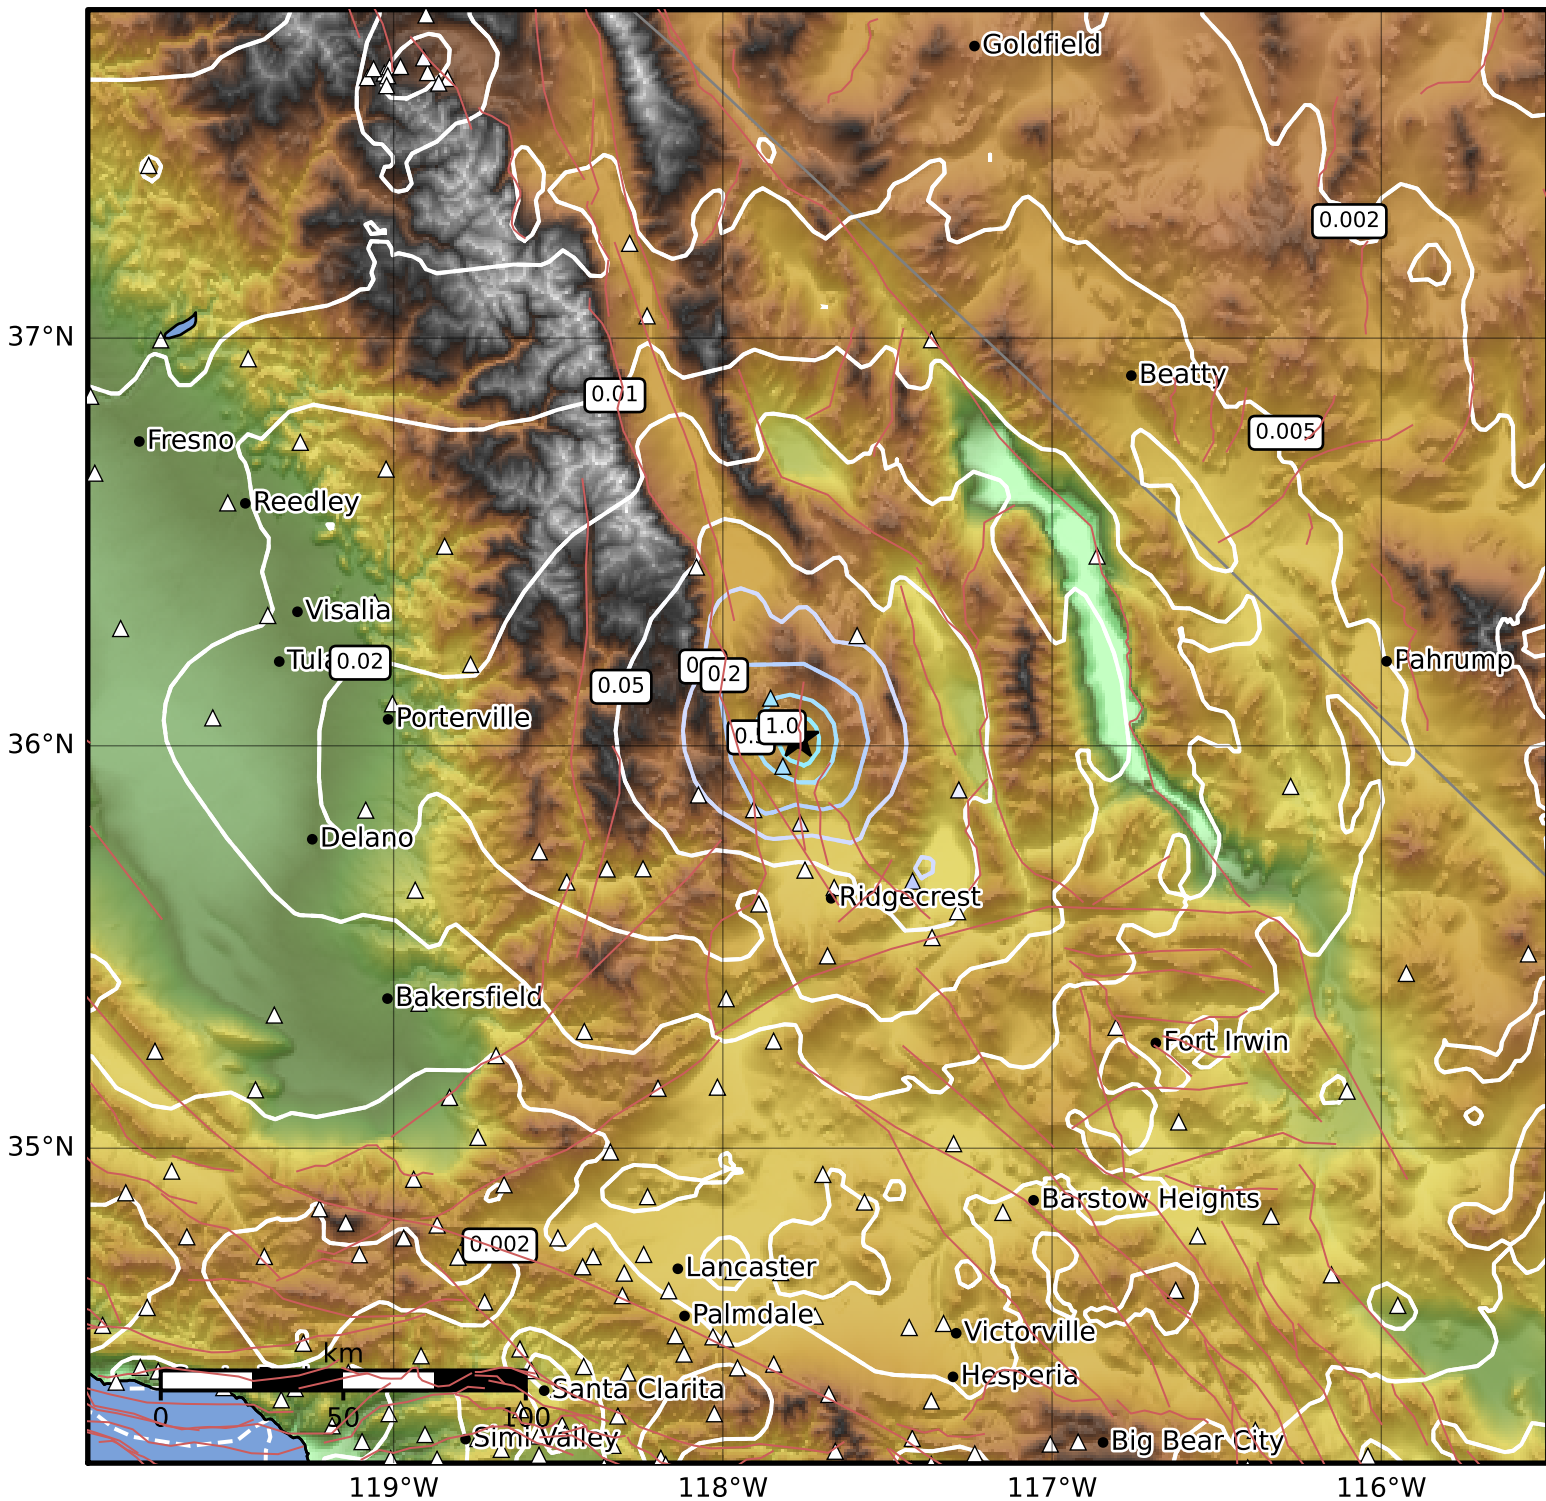 Goldfield
0.002
37°N
Beatty
0.01
0.005
Fresno
Reedley
Visalia
0.02
Pahrump
0.05
0.2
Porterville
1.0
36°N
Delano
Ridgecrest
Bakersfield
Fort Irwin
35°N
Barstow Heights
0.002
Lancaster
Palmdale
Victorville
km
Hesperia
Santa Clarita
0 50 100
Simi Valley
Big Bear City
119°W 118°W 117°W 116°W